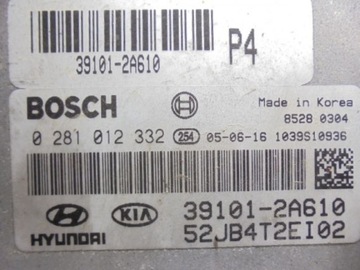 39101-2A610
P4
BOSCH
Made in Korea
8528 0304
0 281 012 332 254 05-06-16 1039S10936
HYUNDAI KIA 39101-2A610
52JB4T2EI02